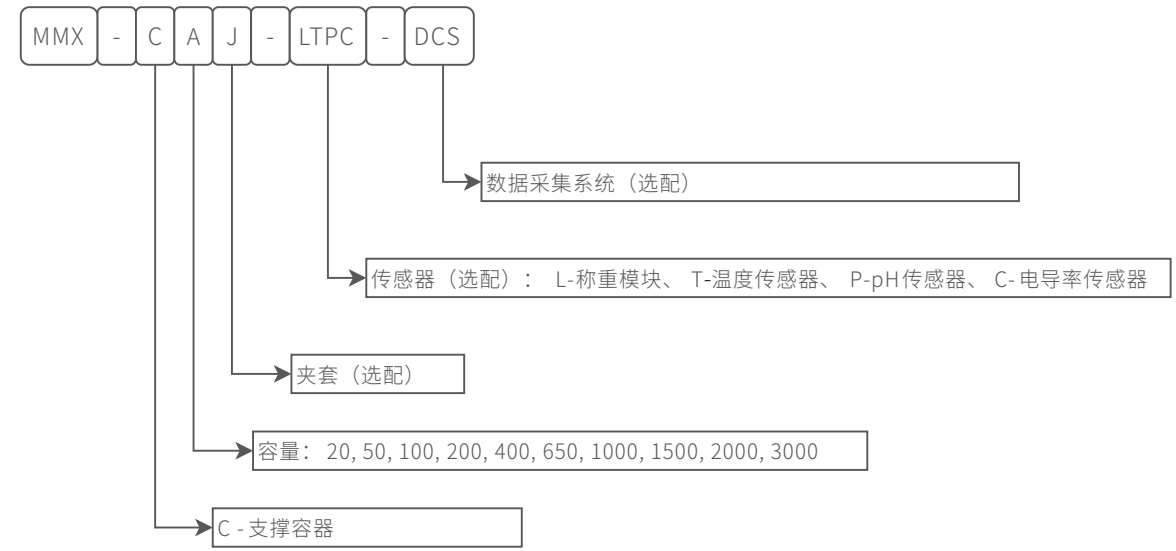 MMX - C A J - LTPC - DCS
数据采集系统（选配）
传感器（选配）： L-称重模块、 T-温度传感器、 P-pH传感器、 C-电导率传感器
夹套（选配）
容量： 20, 50, 100, 200, 400, 650, 1000, 1500, 2000, 3000
C - 支撑容器